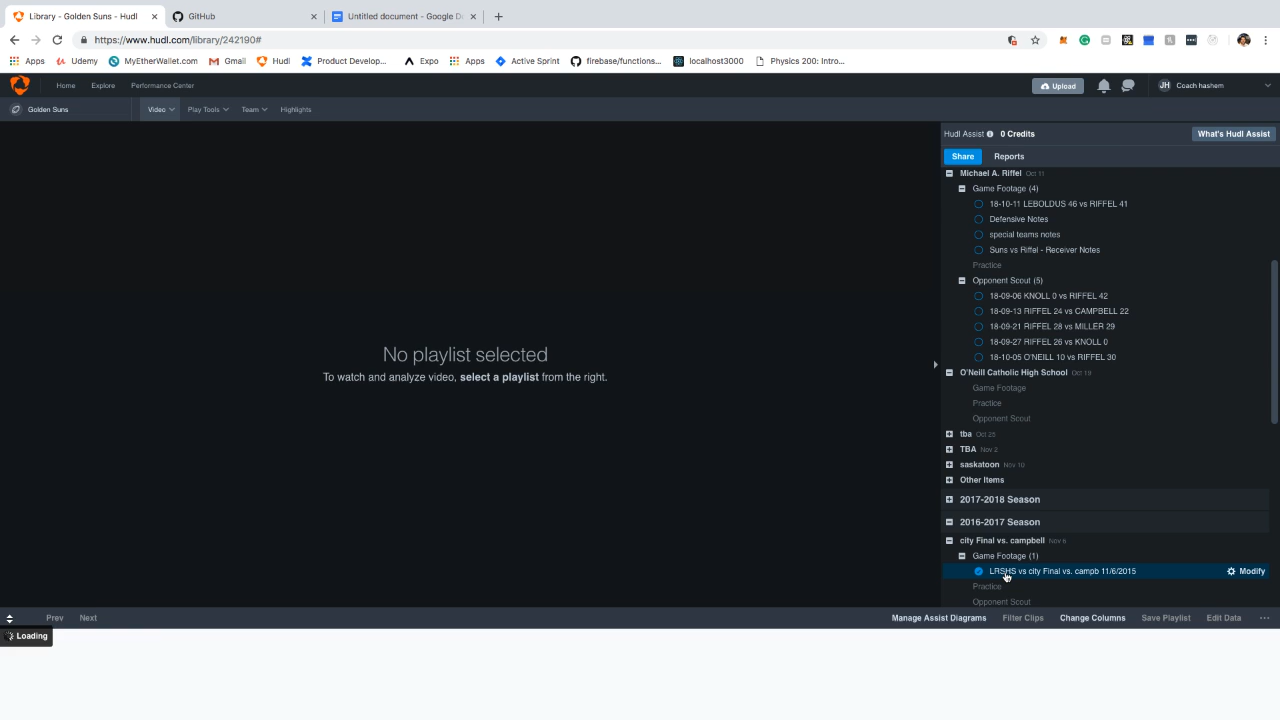 Library - Golden Suns - Hudl
GitHub
Untitled document - Google D
https://www.hudl.com/library/242190#
Apps Udemy MyEtherWallet.com Gmail Hudl Product Develop... Expo Apps Active Sprint firebase/functions... localhost3000 Physics 200: Intro...
Home Explore Performance Center Upload JH Coach hashem
Golden Suns Video Play Tools Team Highlights
Hudl Assist 0 Credits What's Hudl Assist
Share Reports
Michael A. Riffel Oct 11
Game Footage (4)
18-10-11 LEBOLDUS 46 vs RIFFEL 41
Defensive Notes
special teams notes
Suns vs Riffel - Receiver Notes
Practice
Opponent Scout (5)
18-09-06 KNOLL 0 vs RIFFEL 42
18-09-13 RIFFEL 24 vs CAMPBELL 22
18-09-21 RIFFEL 28 vs MILLER 29
18-09-27 RIFFEL 26 vs KNOLL 0
18-10-05 O'NEILL 10 vs RIFFEL 30
O'Neill Catholic High School Oct 19
Game Footage
Practice
Opponent Scout
tba Oct 25
TBA Nov 2
saskatoon Nov 10
Other Items
2017-2018 Season
2016-2017 Season
city Final vs. campbell Nov 6
Game Footage (1)
LRSHS vs city Final vs. campb 11/6/2015 Modify
Practice
Opponent Scout
No playlist selected
To watch and analyze video, select a playlist from the right.
Prev Next Manage Assist Diagrams Filter Clips Change Columns Save Playlist Edit Data
Loading